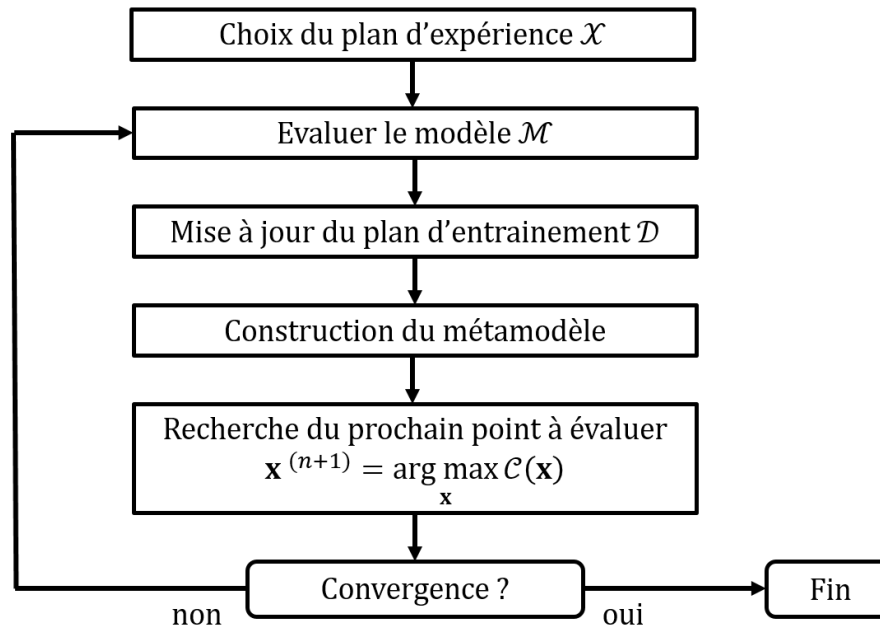 Choix du plan d’expérience 𝒳
Evaluer le modèle ℳ
Mise à jour du plan d’entrainement 𝒟
Construction du métamodèle
Recherche du prochain point à évaluer
𝐱 ⁽ⁿ⁺¹⁾ = arg max 𝒞(𝐱)
𝐱
Convergence ?
Fin
non
oui